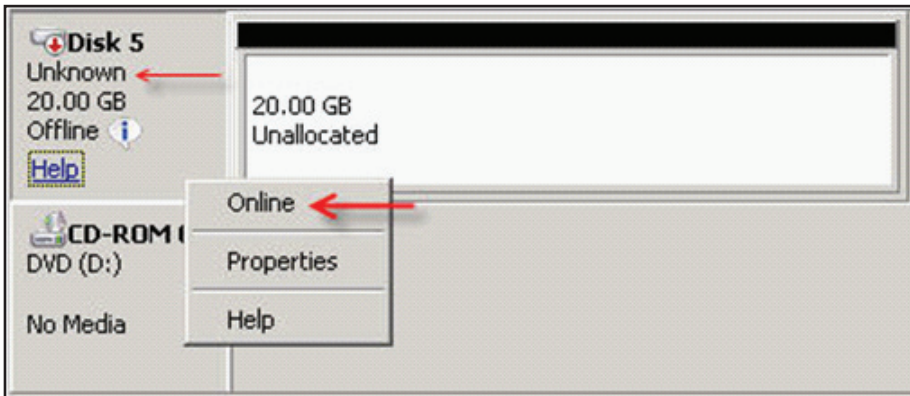 Disk 5
Unknown
20.00 GB
Offline
Help
20.00 GB
Unallocated
Online
Properties
Help
CD-ROM
DVD (D:)
No Media